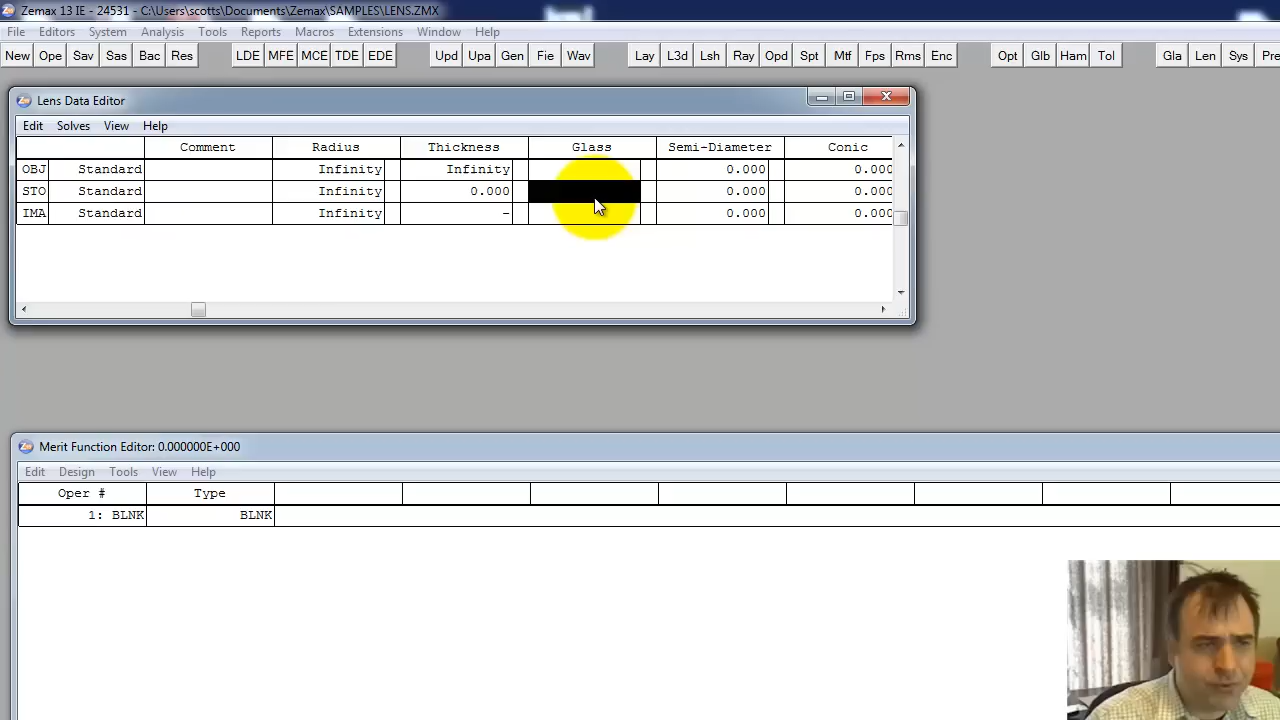 Zemax 13 IE - 24531 - C:\Users\scotts\Documents\Zemax\SAMPLES\LENS.ZMX
File Editors System Analysis Tools Reports Macros Extensions Window Help
New Ope Sav Sas Bac Res LDE MFE MCE TDE EDE Upd Upa Gen Fie Wav Lay L3d Lsh Ray Opd Spt Mtf Fps Rms Enc Opt Glb Ham Tol Gla Len Sys Pre
Lens Data Editor
Edit Solves View Help
Comment Radius Thickness Glass Semi-Diameter Conic
OBJ Standard Infinity Infinity 0.000 0.000
STO Standard Infinity 0.000 0.000 0.000
IMA Standard Infinity - 0.000 0.000
Merit Function Editor: 0.000000E+000
Edit Design Tools View Help
Oper # Type
1: BLNK BLNK